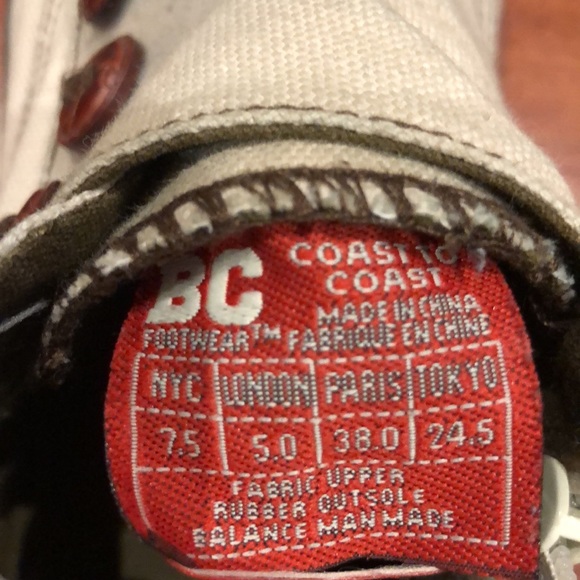 BC
COAST TO
COAST
MADE IN CHINA
FOOTWEAR™ FABRIQUE EN CHINE
NYC LONDON PARIS TOKYO
7.5 5.0 38.0 24.5
FABRIC UPPER
RUBBER OUTSOLE
BALANCE MAN MADE